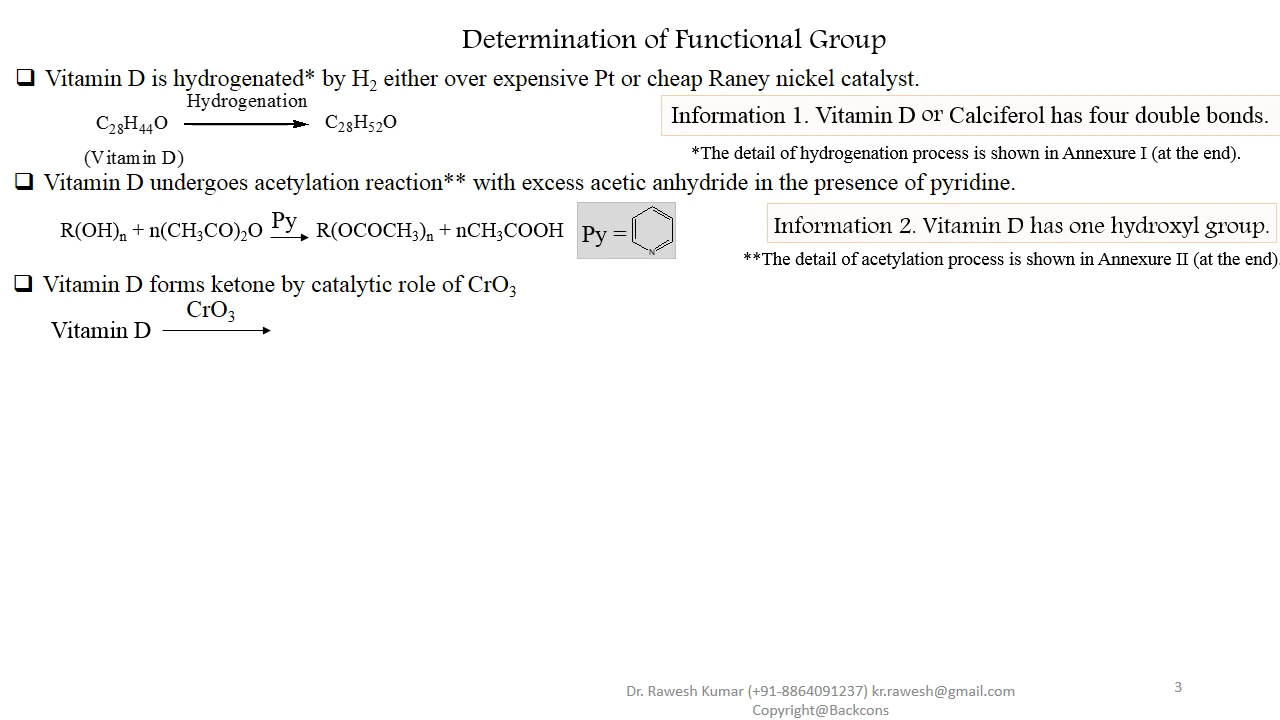 Determination of Functional Group
❑ Vitamin D is hydrogenated* by H₂ either over expensive Pt or cheap Raney nickel catalyst.
Hydrogenation
C₂₈H₄₄O C₂₈H₅₂O
Information 1. Vitamin D or Calciferol has four double bonds.
(Vitamin D)
*The detail of hydrogenation process is shown in Annexure I (at the end).
❑ Vitamin D undergoes acetylation reaction** with excess acetic anhydride in the presence of pyridine.
R(OH)ₙ + n(CH₃CO)₂O Py R(OCOCH₃)ₙ + nCH₃COOH Py = N
Information 2. Vitamin D has one hydroxyl group.
**The detail of acetylation process is shown in Annexure II (at the end).
❑ Vitamin D forms ketone by catalytic role of CrO₃
CrO₃
Vitamin D
Dr. Rawesh Kumar (+91-8864091237) kr.rawesh@gmail.com
Copyright@Backcons
3